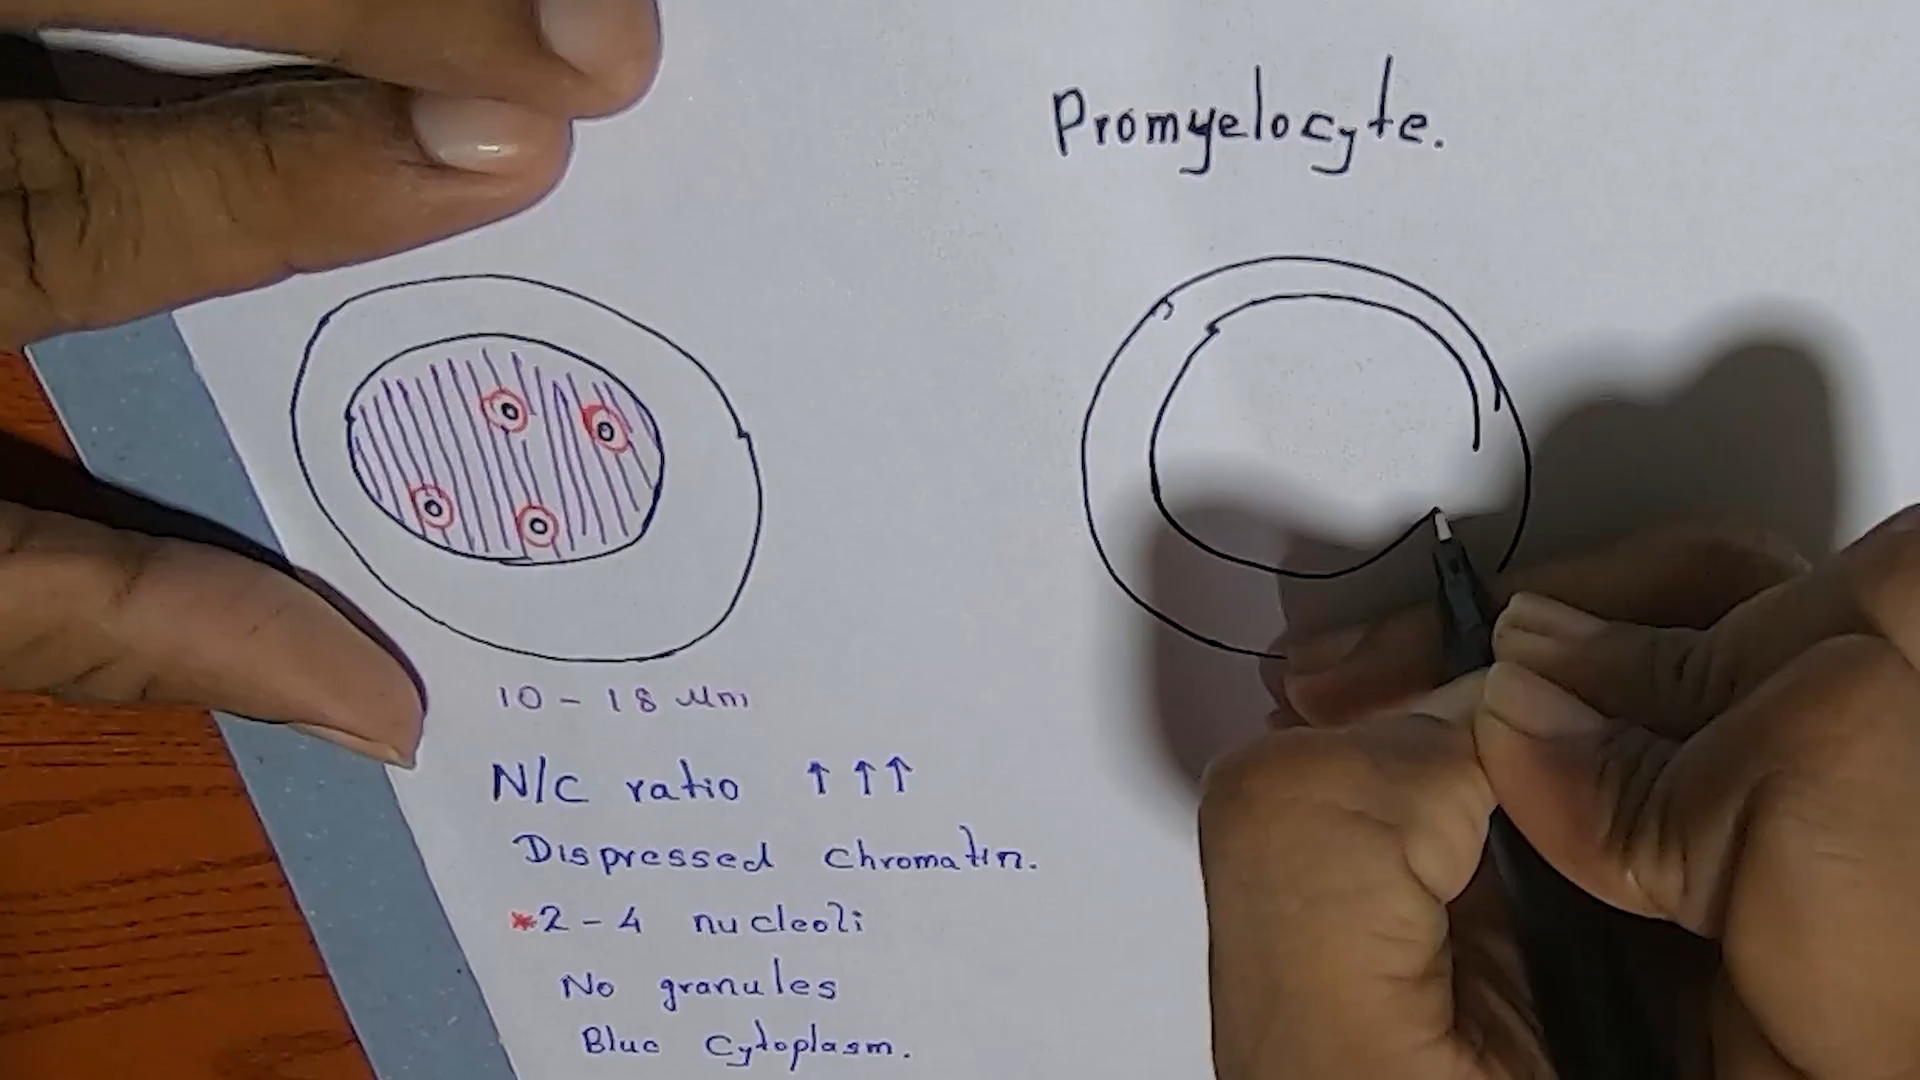 Promyelocyte.
10 - 18 µm
N/C ratio ↑ ↑ ↑
Dispressed chromatin.
*2 - 4 nucleoli
No granules
Blue Cytoplasm.